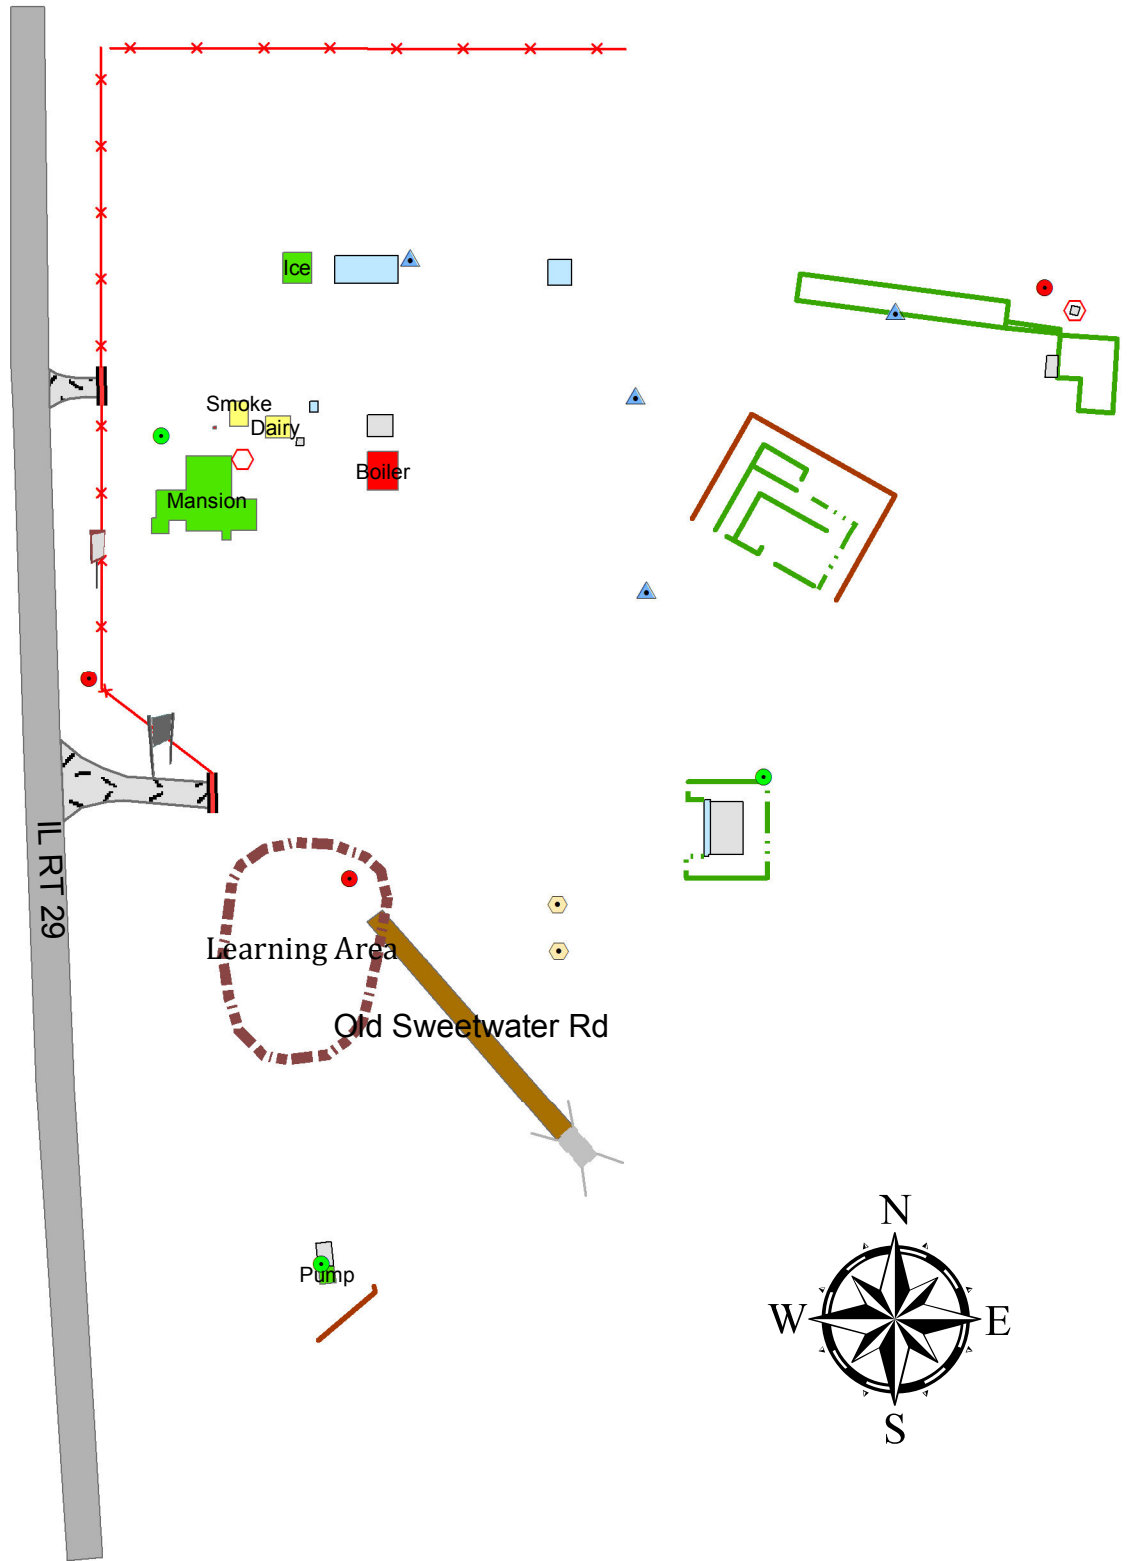 Ice
Smoke
Dairy
Boiler
Mansion
IL RT 29
Learning Area
Old Sweetwater Rd
Pump
N
W
E
S